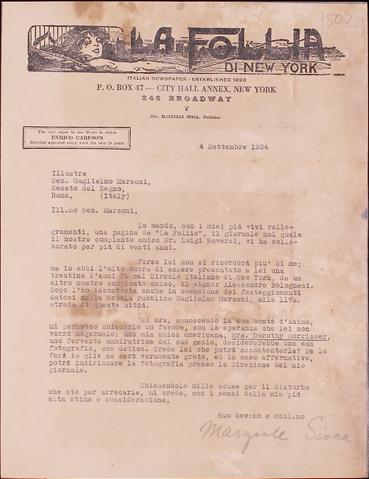 1502
LA FOLLIA
DI NEW YORK
ITALIAN NEWSPAPER - ESTABLISHED 1893
P. O. BOX 47 — CITY HALL ANNEX, NEW YORK
245 BROADWAY
Cav. MARZIALE SISCA, Publisher
The only paper in the World in which
ENRICO CARUSO'S
Sketches appeared every week for over 19 years
4 Settembre 1934
Illustre
Sen. Guglielmo Marconi,
Senato del Regno,
Roma, (Italy)
Ill.mo Sen. Marconi,
Le mando, con i miei più vivi ralle-
gramenti, una pagina de "La Follia", il giornale nel quale
il nostro compianto amico Dr. Luigi Roversi, vi ha colla-
borato per più di venti anni.
Forse lei non si ricorderà piu' di me;
ma io ebbi l'alto onore di essere presentato a lei una
trentina d'anni fa nel Circolo Italiano di New York, da un
altro nostro compianto amico, il signor Alessandro Bolognesi.
Dopo l'ho incontrato anche in occasione dei festeggiamenti
datoLe nella Scuola Pubblica Guglielmo Marconi, alla
strada di questa città.
Ed ora, conoscendo la sua bontà d'animo,
mi permetto chiederLe un favore, con la speranza che lei non
vorrà negarmelo: una mia amica americana, Mrs. Dorothy Morrissey,
una fervente ammiratrice del suo genio, desidererebbe una sua
fotografia, con dedica. Crede lei che potrà accontentarla? Se lo
farà io glie ne sarò veramente grato, ed in caso affermativo,
potrà indirizzare la fotografia presso la Direzione del mio
giornale.
Chiedendole mille scuse per il disturbo
che sto per arrecarle, mi creda, con i sensi della mia più
alta stima e considerazione,
Suo dev:mo e Obbl.mo
Marziale Sisca